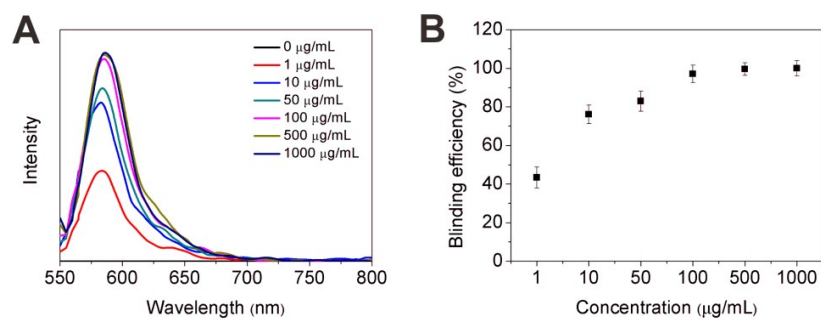 A
0 μg/mL
1 μg/mL
10 μg/mL
50 μg/mL
100 μg/mL
500 μg/mL
1000 μg/mL
Intensity
550 600 650 700 750 800
Wavelength (nm)
B
120
100
80
60
40
20
0
Blinding efficiency (%)
1 10 50 100 500 1000
Concentration (μg/mL)